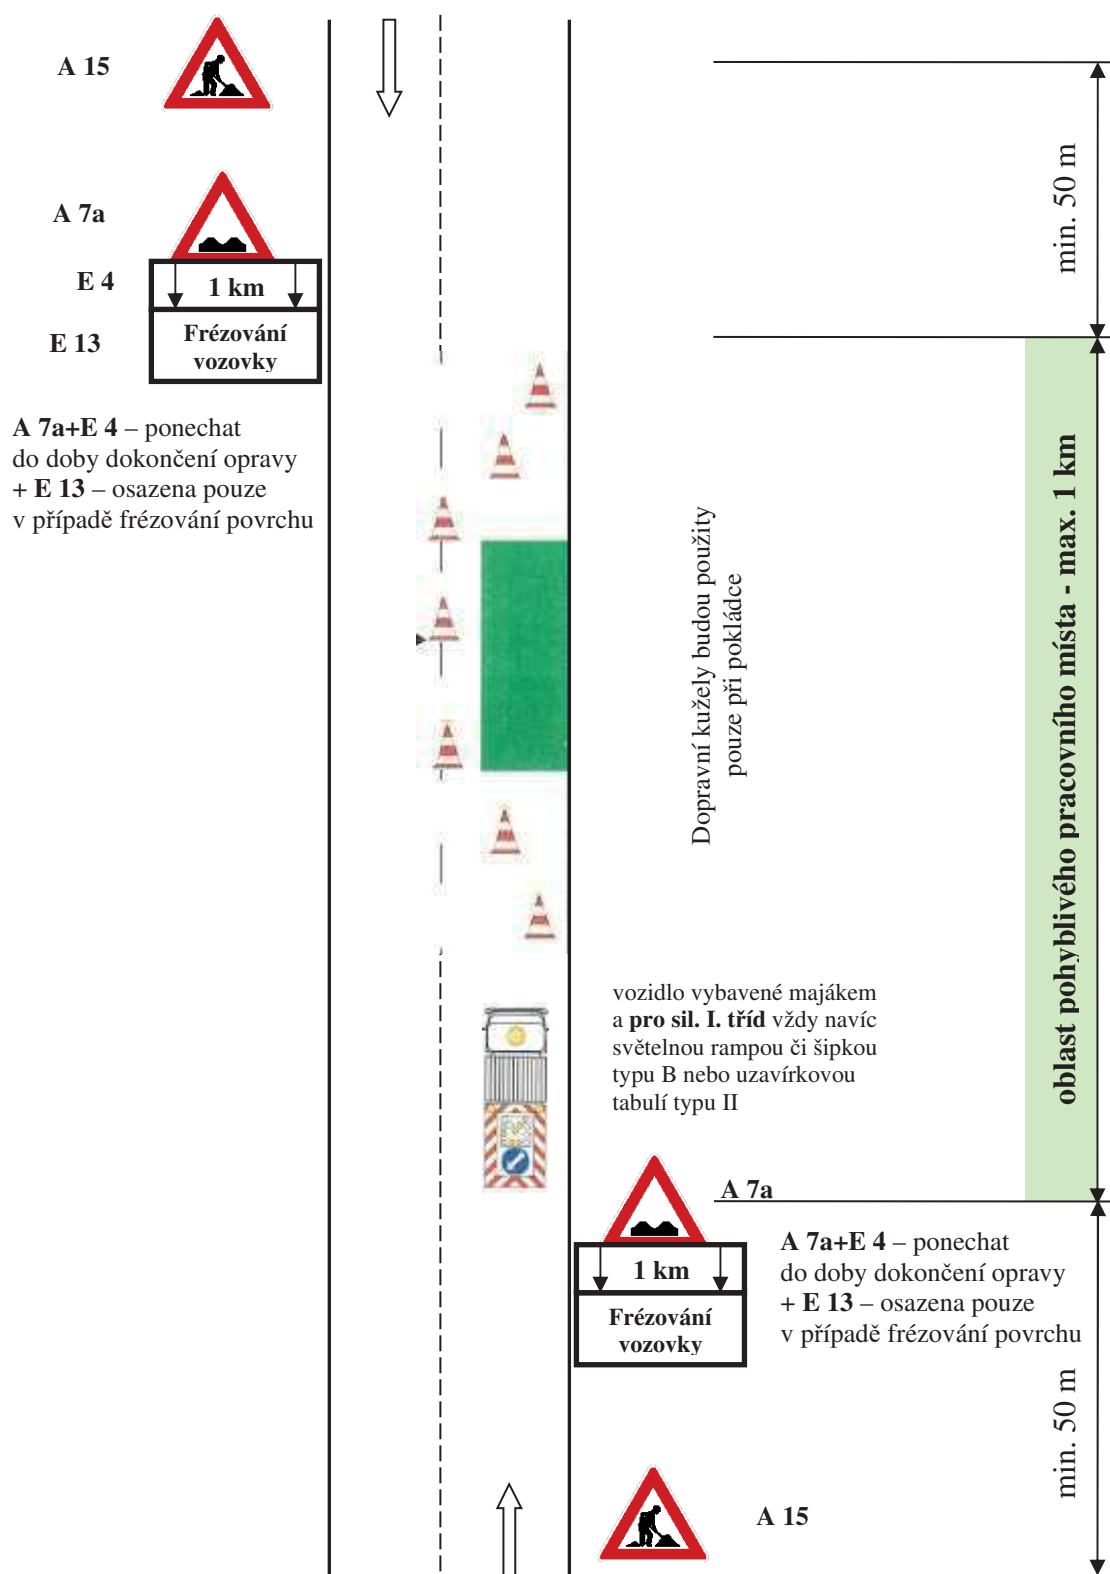 A 15
min. 50 m
A 7a
E 4
1 km
E 13
Frézování
vozovky
A 7a+E 4 – ponechat
do doby dokončení opravy
+ E 13 – osazena pouze
v případě frézování povrchu
Dopravní kužely budou použity
pouze při pokládce
oblast pohyblivého pracovního místa - max. 1 km
vozidlo vybavené majákem
a pro sil. I. tříd vždy navíc
světelnou rampou či šipkou
typu B nebo uzavírkovou
tabulí typu II
A 7a
1 km
Frézování
vozovky
A 7a+E 4 – ponechat
do doby dokončení opravy
+ E 13 – osazena pouze
v případě frézování povrchu
min. 50 m
A 15